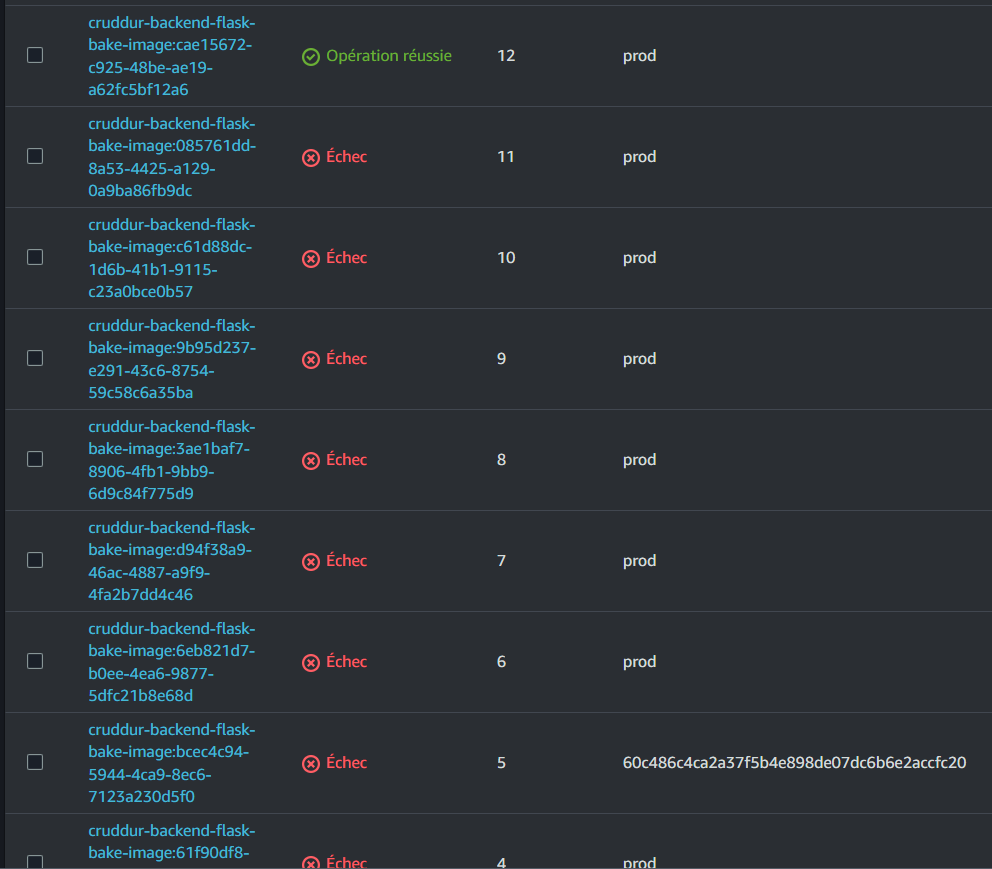 cruddur-backend-flask-
bake-image:cae15672-
c925-48be-ae19-
a62fc5bf12a6
Opération réussie
12
prod
cruddur-backend-flask-
bake-image:085761dd-
8a53-4425-a129-
0a9ba86fb9dc
Échec
11
prod
cruddur-backend-flask-
bake-image:c61d88dc-
1d6b-41b1-9115-
c23a0bce0b57
Échec
10
prod
cruddur-backend-flask-
bake-image:9b95d237-
e291-43c6-8754-
59c58c6a35ba
Échec
9
prod
cruddur-backend-flask-
bake-image:3ae1baf7-
8906-4fb1-9bb9-
6d9c84f775d9
Échec
8
prod
cruddur-backend-flask-
bake-image:d94f38a9-
46ac-4887-a9f9-
4fa2b7dd4c46
Échec
7
prod
cruddur-backend-flask-
bake-image:6eb821d7-
b0ee-4ea6-9877-
5dfc21b8e68d
Échec
6
prod
cruddur-backend-flask-
bake-image:bcec4c94-
5944-4ca9-8ec6-
7123a230d5f0
Échec
5
60c486c4ca2a37f5b4e898de07dc6b6e2accfc20
cruddur-backend-flask-
bake-image:61f90df8-
Échec
4
prod